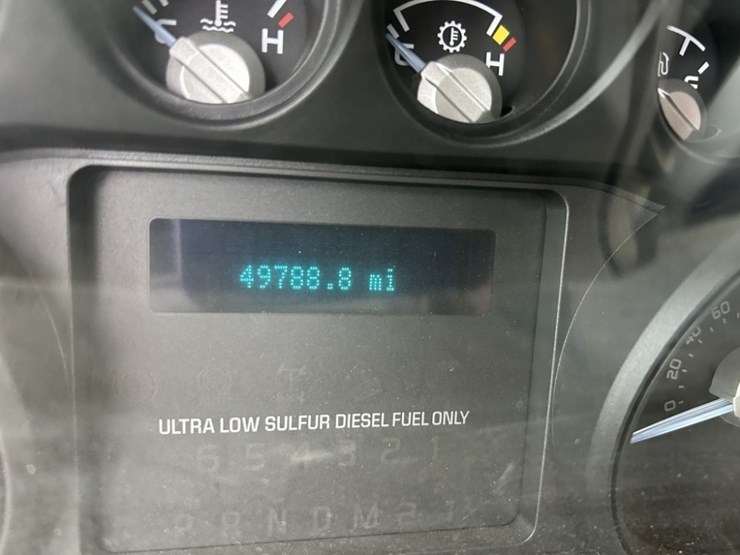 H
C H
49788.8 mi
ULTRA LOW SULFUR DIESEL FUEL ONLY
6 5 4 3 2 1
P R N D M 2 1
0 20 40 60